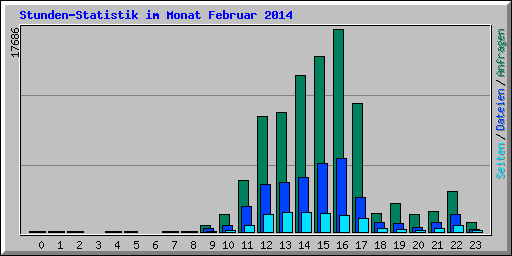 Stunden-Statistik im Monat Februar 2014
17686
Seiten / Dateien / Anfragen
0 1 2 3 4 5 6 7 8 9 10 11 12 13 14 15 16 17 18 19 20 21 22 23